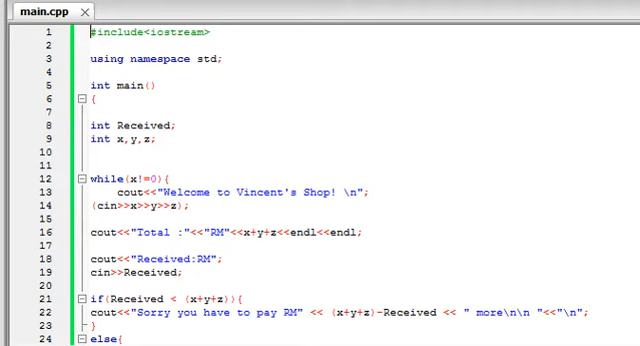 main.cpp
1 #include<iostream>
2
3 using namespace std;
4
5 int main()
6 {
7
8 int Received;
9 int x,y,z;
10
11
12 while(x!=0){
13 cout<<"Welcome to Vincent's Shop! \n";
14 (cin>>x>>y>>z);
15
16 cout<<"Total :"<<"RM"<<x+y+z<<endl<<endl;
17
18 cout<<"Received:RM";
19 cin>>Received;
20
21 if(Received < (x+y+z)){
22 cout<<"Sorry you have to pay RM" << (x+y+z)-Received << " more\n\n "<<"\n";
23 }
24 else{